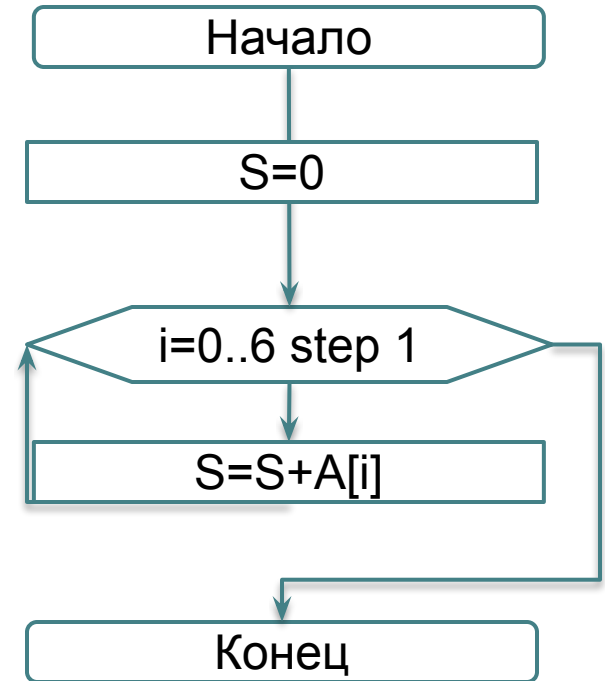 Начало
S=0
i=0..6 step 1
S=S+A[i]
Конец